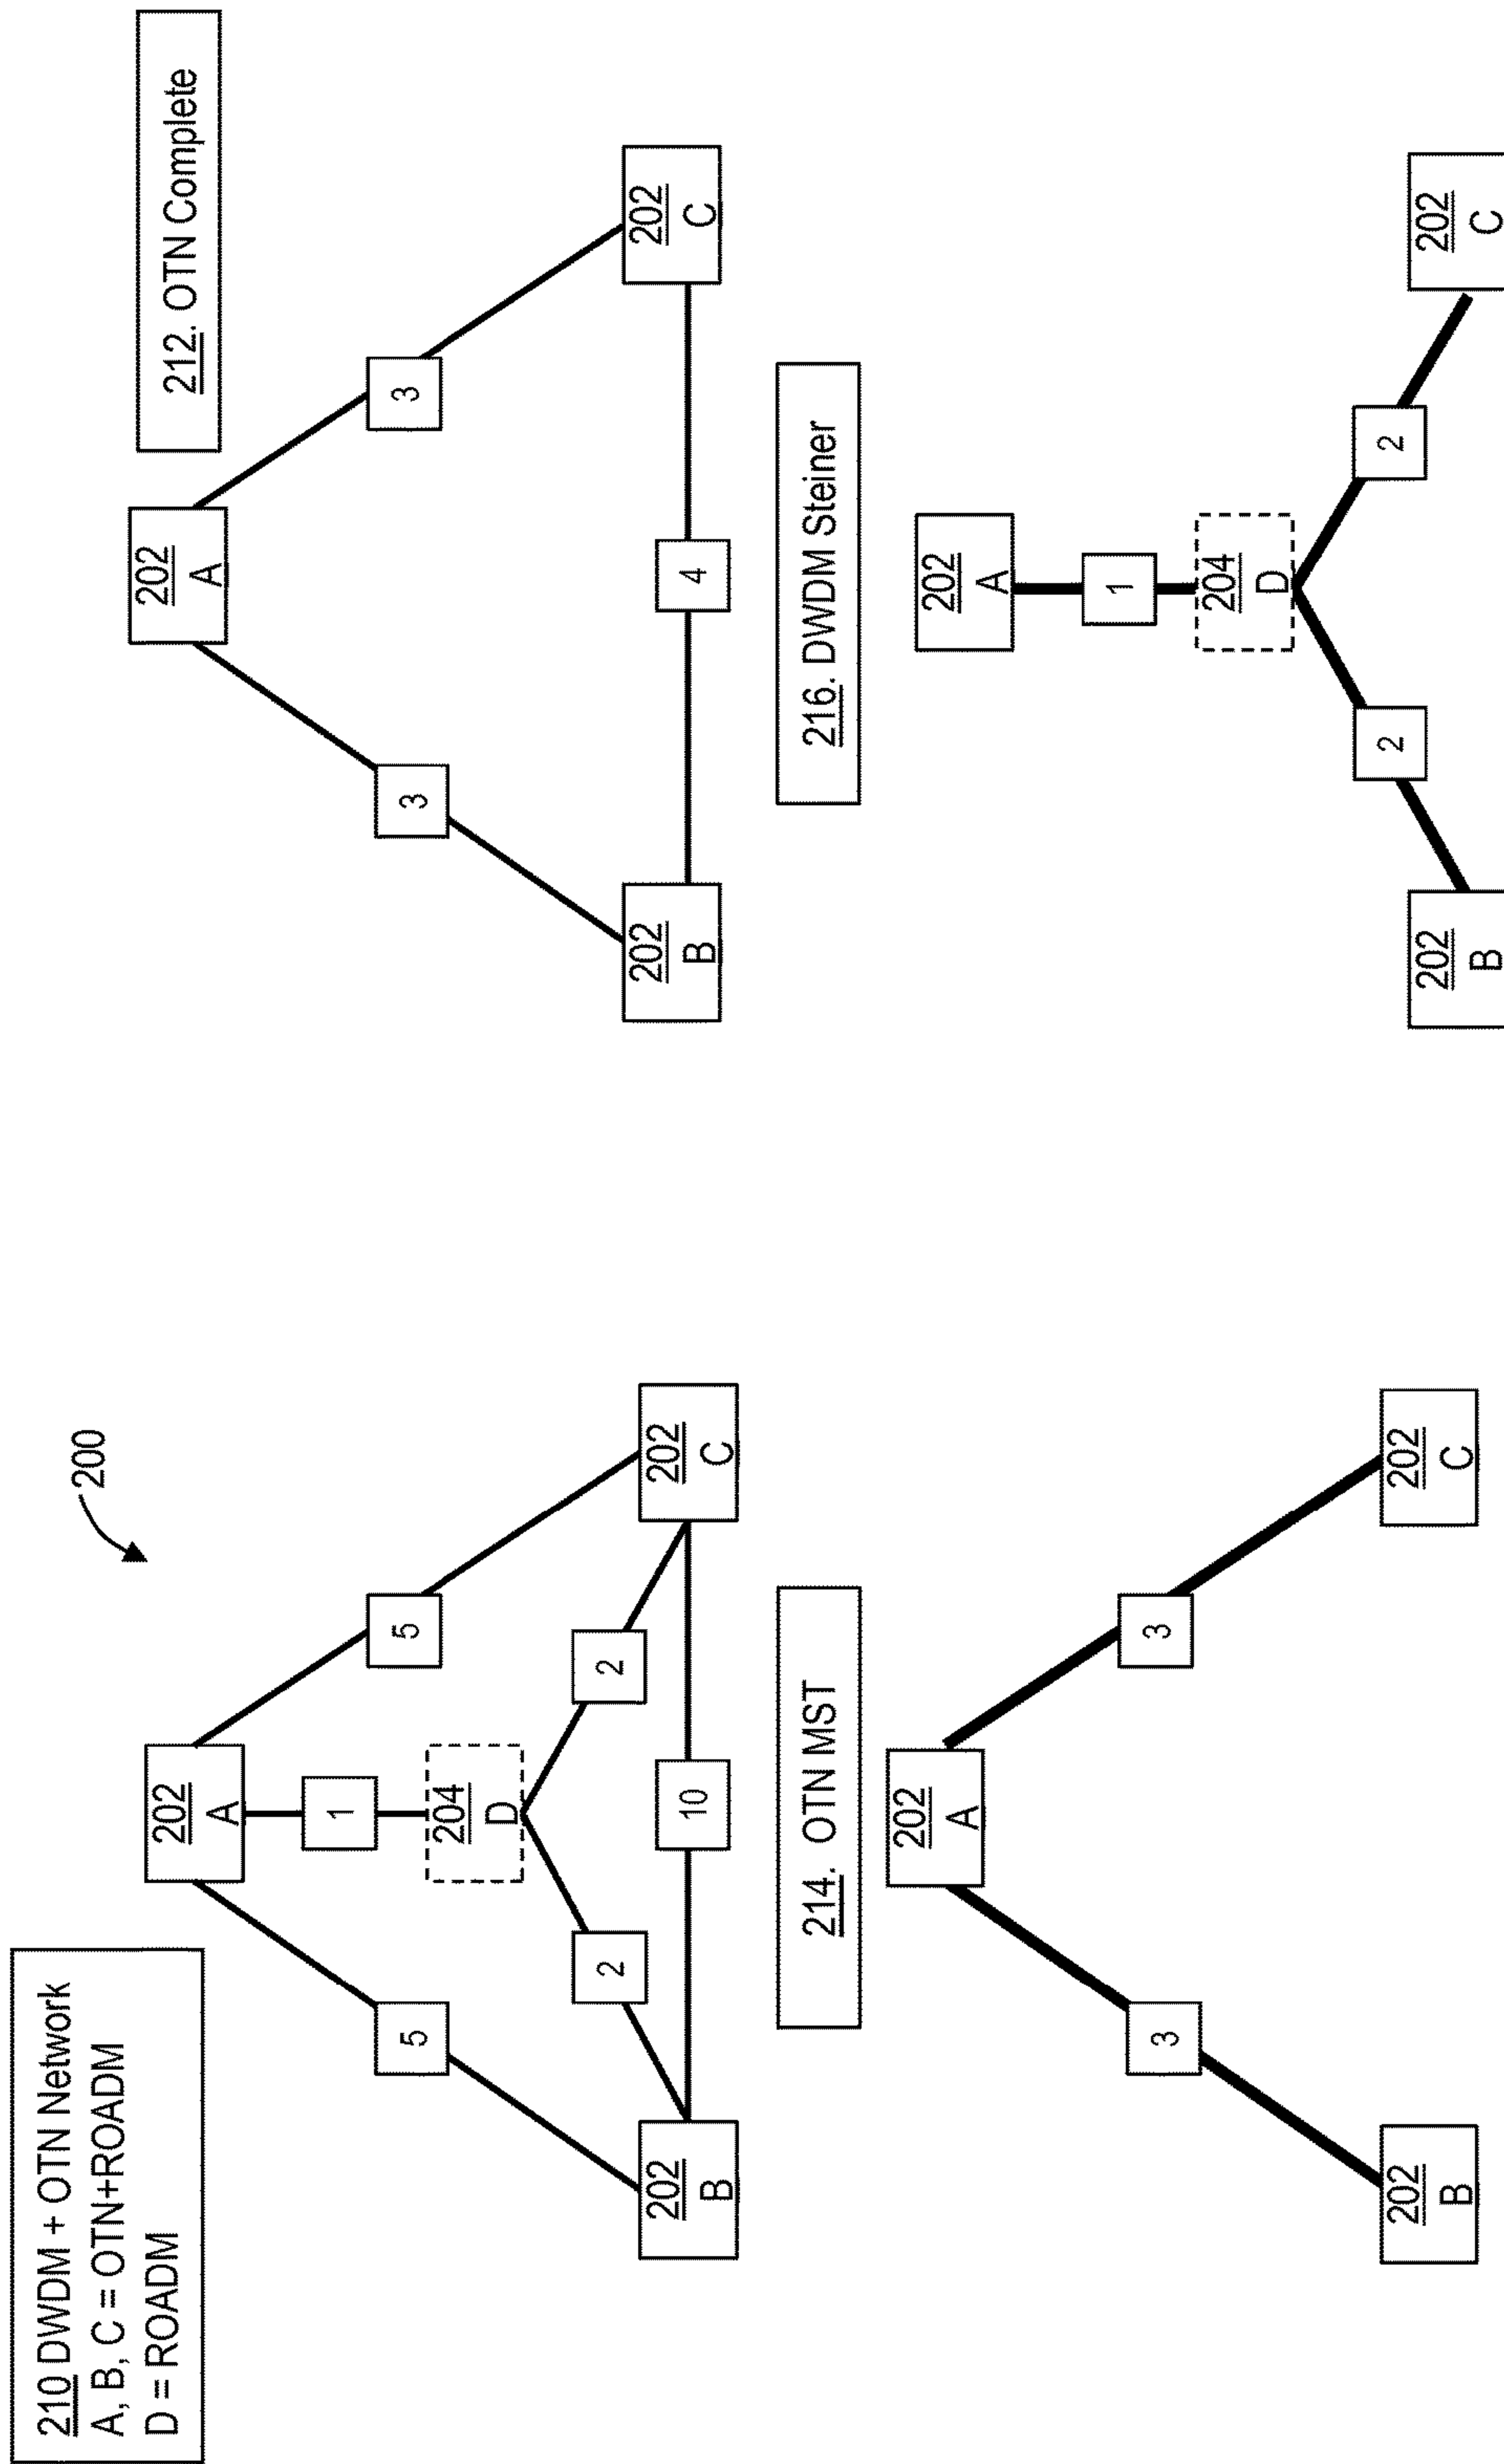 200
210 DWDM + OTN Network
A, B, C = OTN+ROADM
D = ROADM
202
A
5
5
1
204
D
2
2
10
202
B
202
C
212. OTN Complete
202
A
3
3
4
202
B
202
C
214. OTN MST
202
A
3
3
202
B
202
C
216. DWDM Steiner
202
A
1
204
D
2
2
202
B
202
C